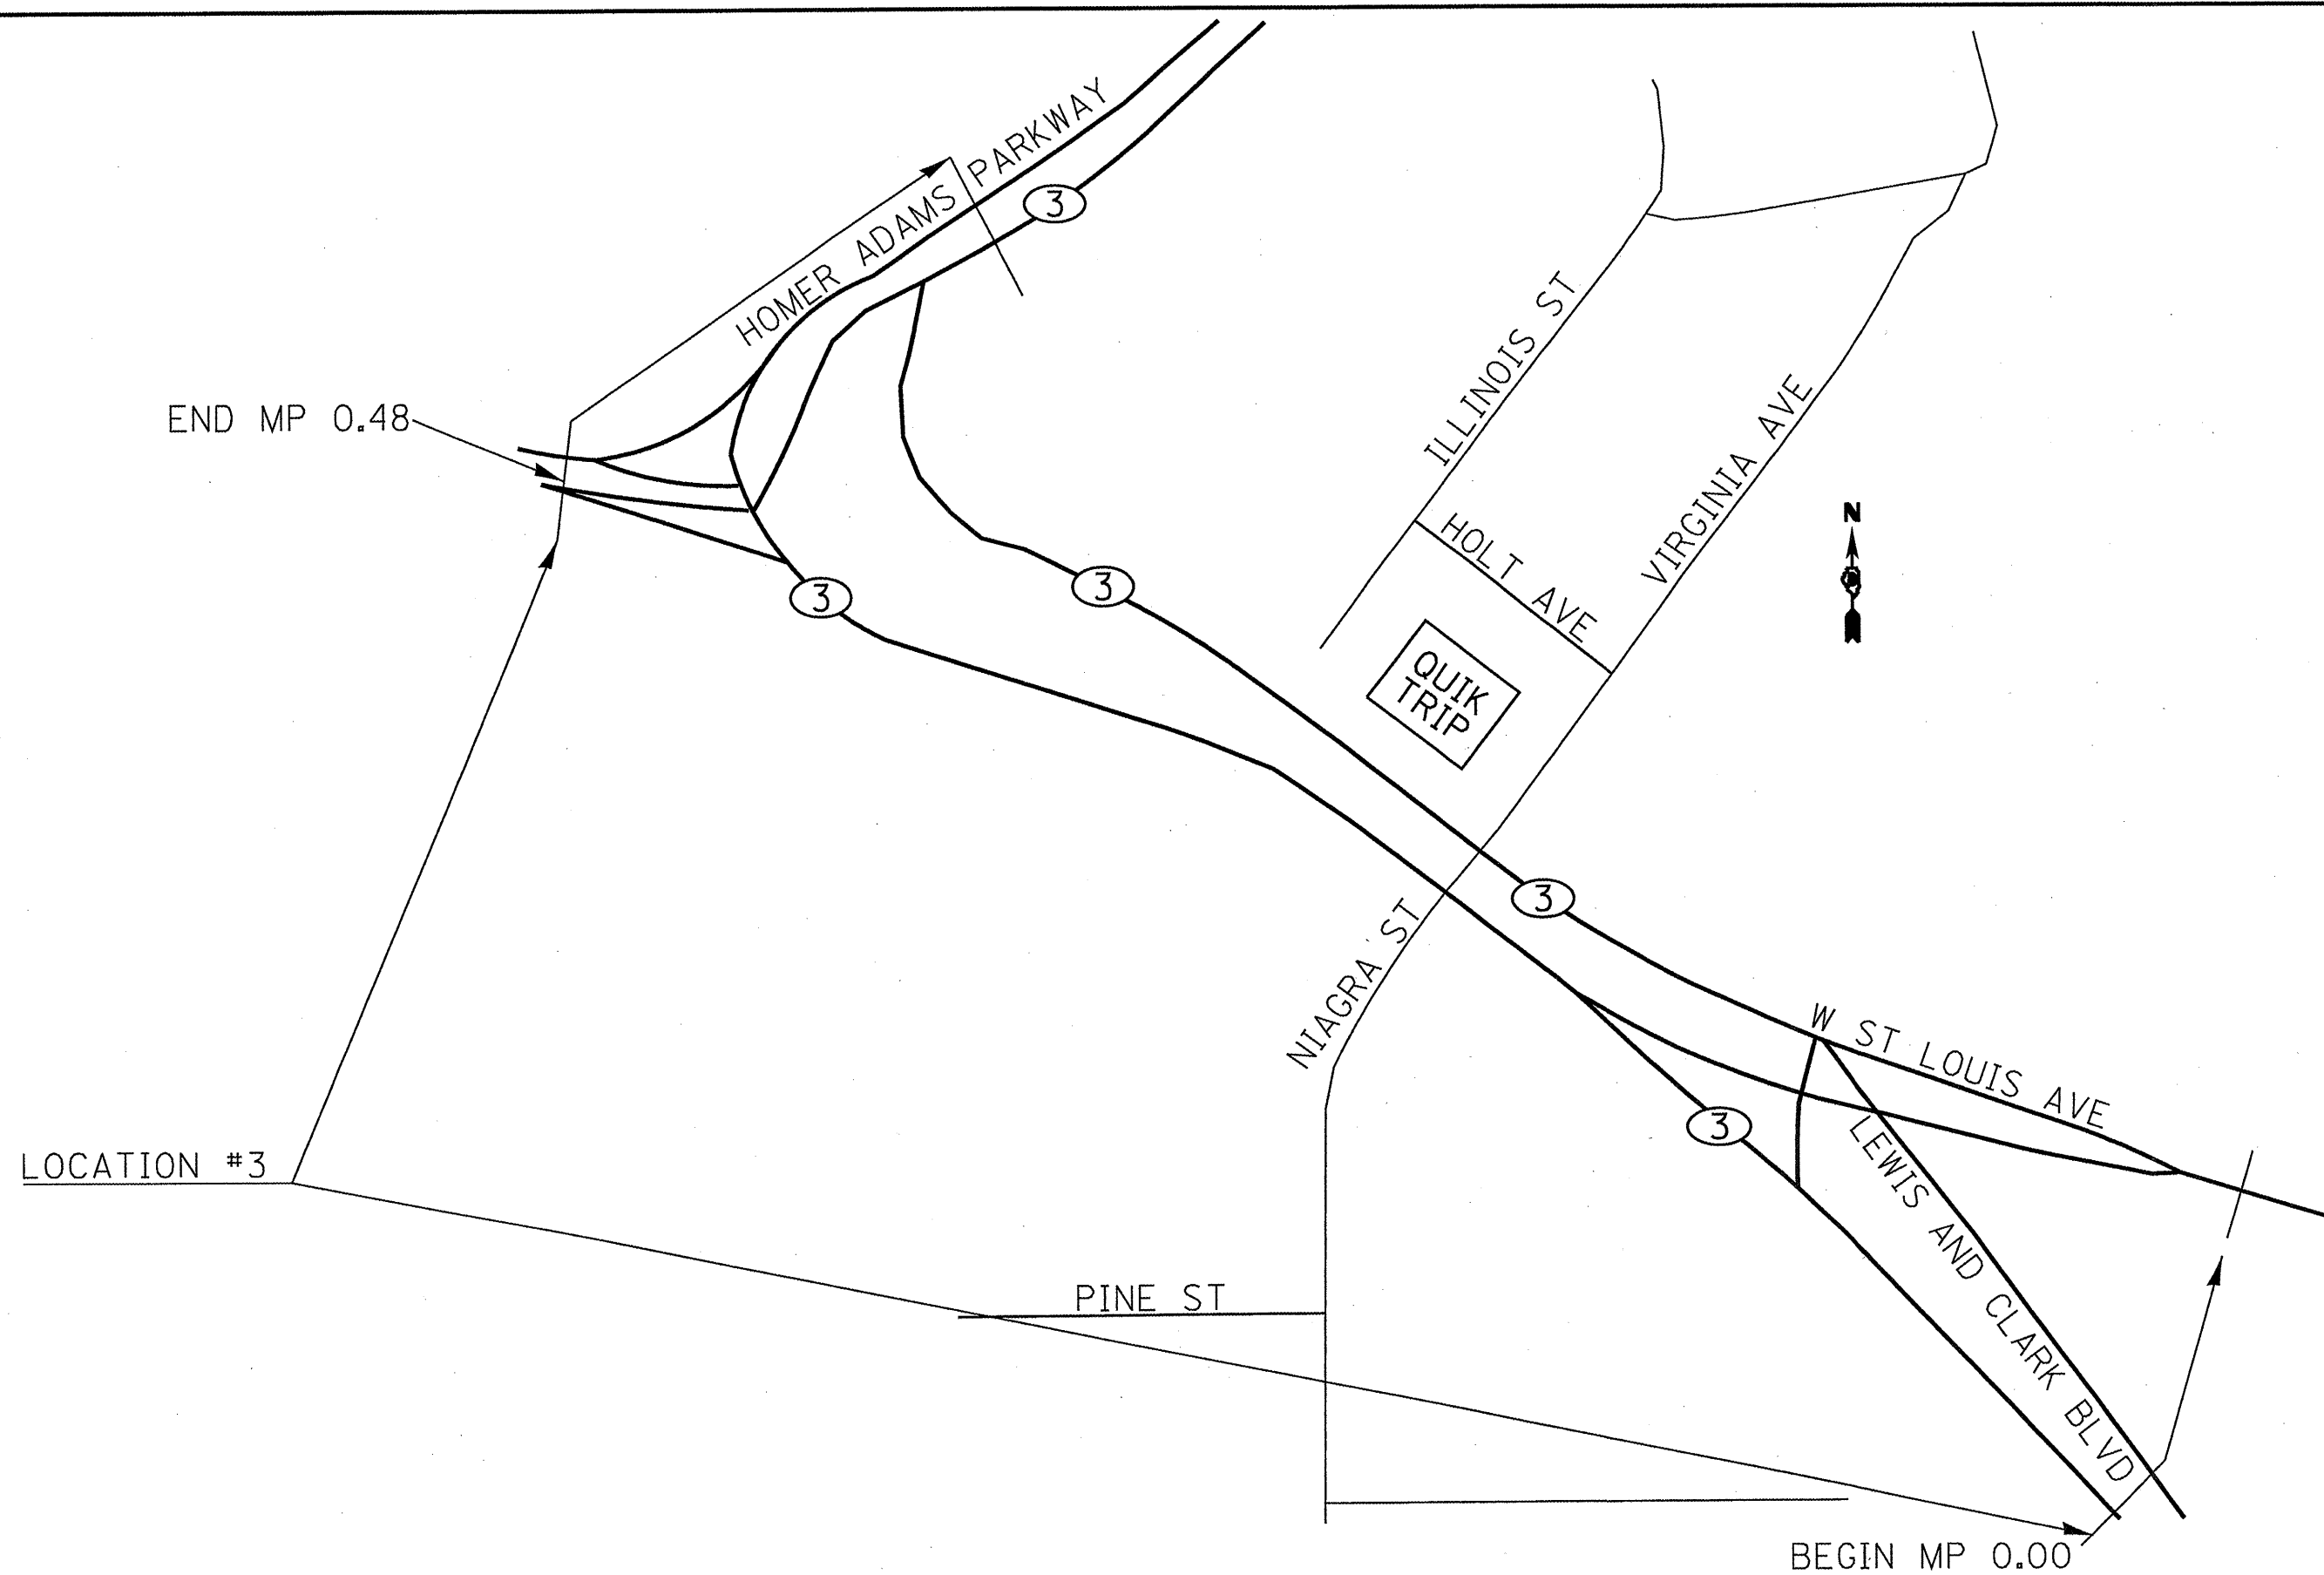 HOMER ADAMS PARKWAY
3
ILLINOIS ST
END MP 0.48
VIRGINIA AVE
N
HOLT AVE
3
3
QUIK
TRIP
3
NIAGRA ST
W ST LOUIS AVE
3
LEWIS AND CLARK BLVD
LOCATION #3
PINE ST
BEGIN MP 0.00